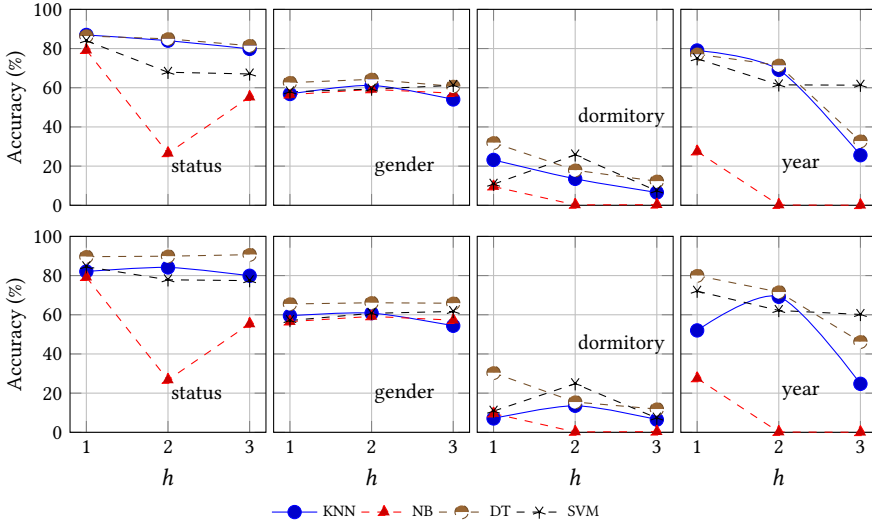 100
80
60
40
20
0
Accuracy (%)
status
gender
dormitory
year
100
80
60
40
20
0
Accuracy (%)
status
gender
dormitory
year
1 2 3 1 2 3 1 2 3 1 2 3
h h h h
KNN NB DT SVM